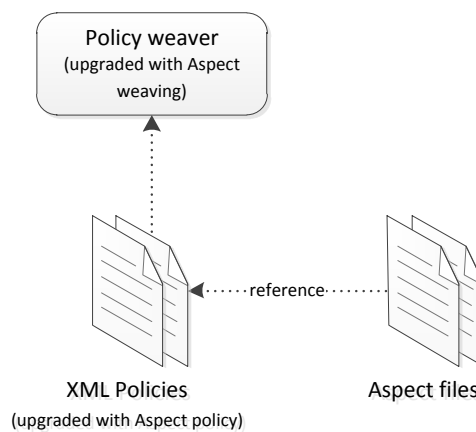 Policy weaver
(upgraded with Aspect
weaving)
reference
XML Policies
(upgraded with Aspect policy)
Aspect files